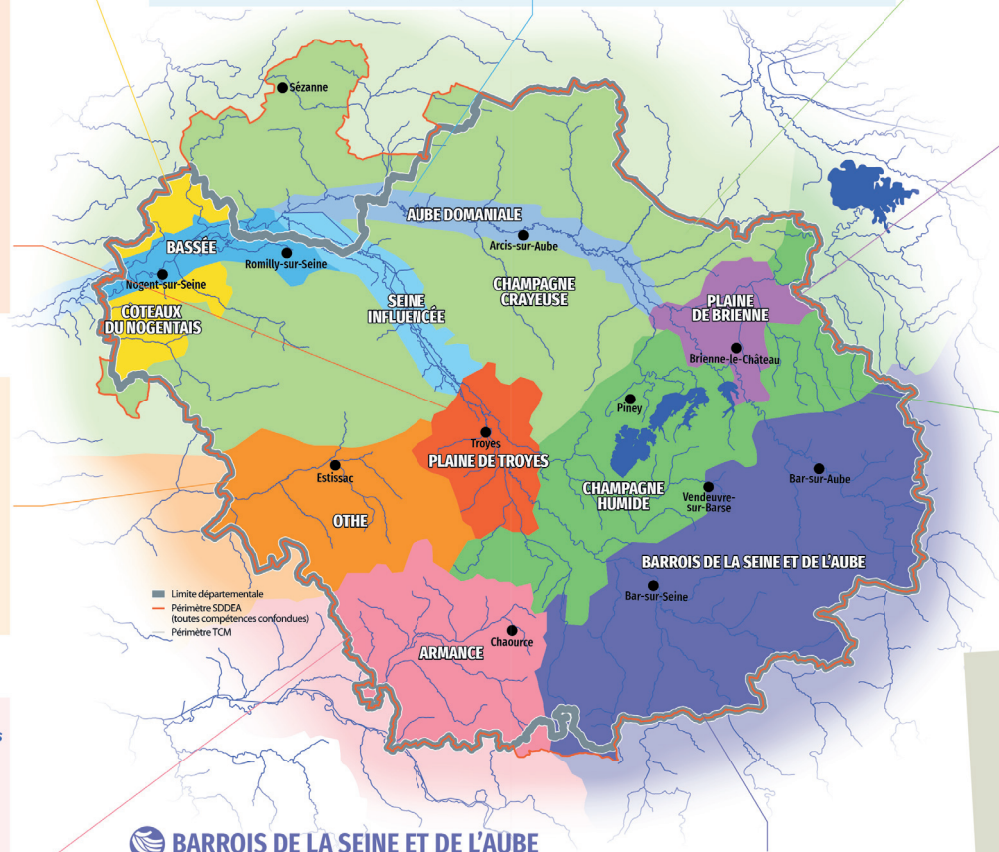 Sézanne
AUBE DOMANIALE
Arcis-sur-Aube
BASSÉE
Romilly-sur-Seine
Nogent-sur-Seine
CHAMPAGNE
CRAYEUSE
SEINE
INFLUENCÉE
PLAINE
DE BRIENNE
COTEAUX
DU NOGENTAIS
Brienne-le-Château
Piney
Troyes
PLAINE DE TROYES
Estissac
Bar-sur-Aube
CHAMPAGNE
HUMIDE
Vendeuvre-
sur-Barse
OTHE
BARROIS DE LA SEINE ET DE L'AUBE
Bar-sur-Seine
Limite départementale
Périmètre SDDEA
(toutes compétences confondues)
Périmètre TCM
Chaource
ARMANCE
s
BARROIS DE LA SEINE ET DE L'AUBE